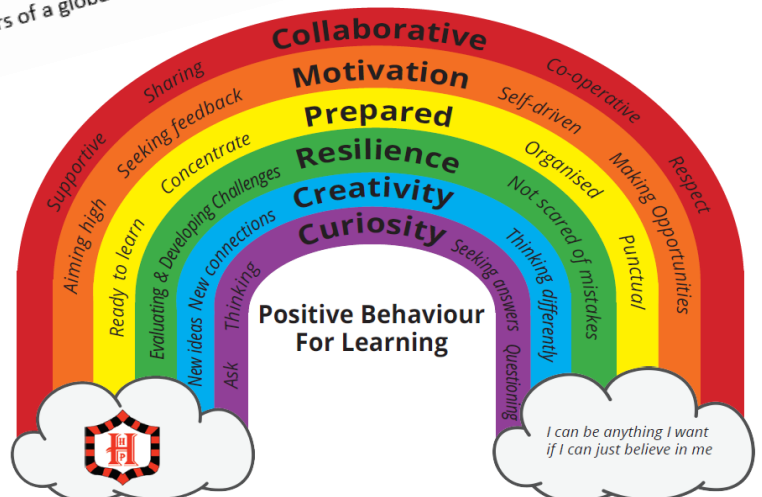 rs of a globa
Collaborative
Supportive
Sharing
Co-operative
Respect
Motivation
Aiming high
Seeking feedback
Self-driven
Making Opportunities
Prepared
Ready to learn
Concentrate
Organised
Punctual
Resilience
Evaluating & Developing Challenges
Not scared of mistakes
Creativity
New ideas
New connections
Thinking differently
Curiosity
Ask
Thinking
Seeking answers
Questioning
Positive Behaviour
For Learning
H H P
I can be anything I want
if I can just believe in me